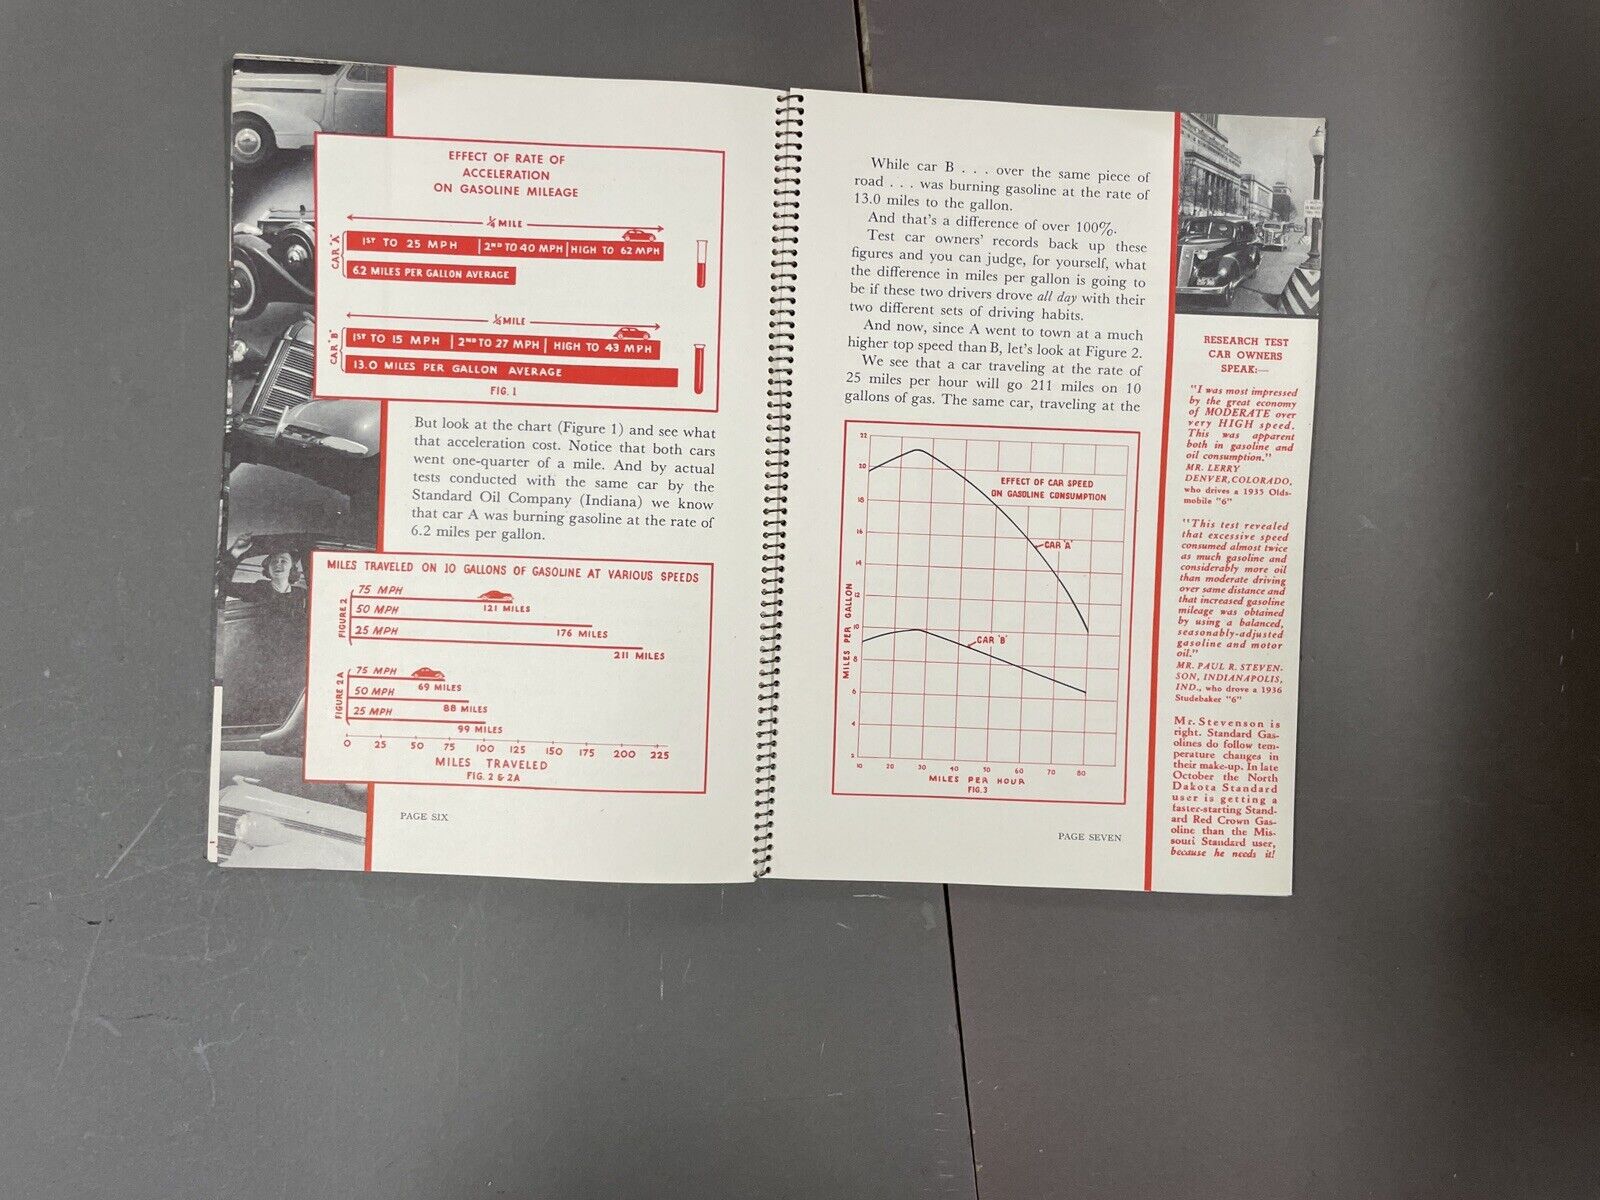 EFFECT OF RATE OF
ACCELERATION
ON GASOLINE MILEAGE
¼ MILE
CAR "A"
1ST TO 25 MPH
2ND TO 40 MPH
HIGH TO 62 MPH
6.2 MILES PER GALLON AVERAGE
¼ MILE
CAR "B"
1ST TO 15 MPH
2ND TO 27 MPH
HIGH TO 43 MPH
13.0 MILES PER GALLON AVERAGE
FIG. 1
But look at the chart (Figure 1) and see what
that acceleration cost. Notice that both cars
went one-quarter of a mile. And by actual
tests conducted with the same car by the
Standard Oil Company (Indiana) we know
that car A was burning gasoline at the rate of
6.2 miles per gallon.
MILES TRAVELED ON 10 GALLONS OF GASOLINE AT VARIOUS SPEEDS
FIGURE 2
75 MPH
121 MILES
50 MPH
176 MILES
25 MPH
211 MILES
FIGURE 2A
75 MPH
69 MILES
50 MPH
88 MILES
25 MPH
99 MILES
0 25 50 75 100 125 150 175 200 225
MILES TRAVELED
FIG. 2 & 2A
PAGE SIX
While car B . . . over the same piece of
road . . . was burning gasoline at the rate of
13.0 miles to the gallon.
And that's a difference of over 100%.
Test car owners' records back up these
figures and you can judge, for yourself, what
the difference in miles per gallon is going to
be if these two drivers drove all day with their
two different sets of driving habits.
And now, since A went to town at a much
higher top speed than B, let's look at Figure 2.
We see that a car traveling at the rate of
25 miles per hour will go 211 miles on 10
gallons of gas. The same car, traveling at the
EFFECT OF CAR SPEED
ON GASOLINE CONSUMPTION
CAR "A"
CAR "B"
MILES PER GALLON
22
20
18
16
14
12
10
8
6
4
2
10 20 30 40 50 60 70 80
MILES PER HOUR
FIG. 3
PAGE SEVEN
RESEARCH TEST
CAR OWNERS
SPEAK:—
"I was most impressed
by the great economy
of MODERATE over
very HIGH speed.
This was apparent
both in gasoline and
oil consumption."
MR. LERRY
DENVER, COLORADO,
who drives a 1935 Olds-
mobile "6"
"This test revealed
that excessive speed
consumed almost twice
as much gasoline and
considerably more oil
than moderate driving
over same distance and
that increased gasoline
mileage was obtained
by using a balanced,
seasonably-adjusted
gasoline and motor
oil."
MR. PAUL R. STEVEN-
SON, INDIANAPOLIS,
IND., who drove a 1936
Studebaker "6"
Mr. Stevenson is
right. Standard Gas-
olines do follow tem-
perature changes in
their make-up. In late
October the North
Dakota Standard
user is getting a
faster-starting Stand-
ard Red Crown Gas-
oline than the Mis-
souri Standard user,
because he needs it!